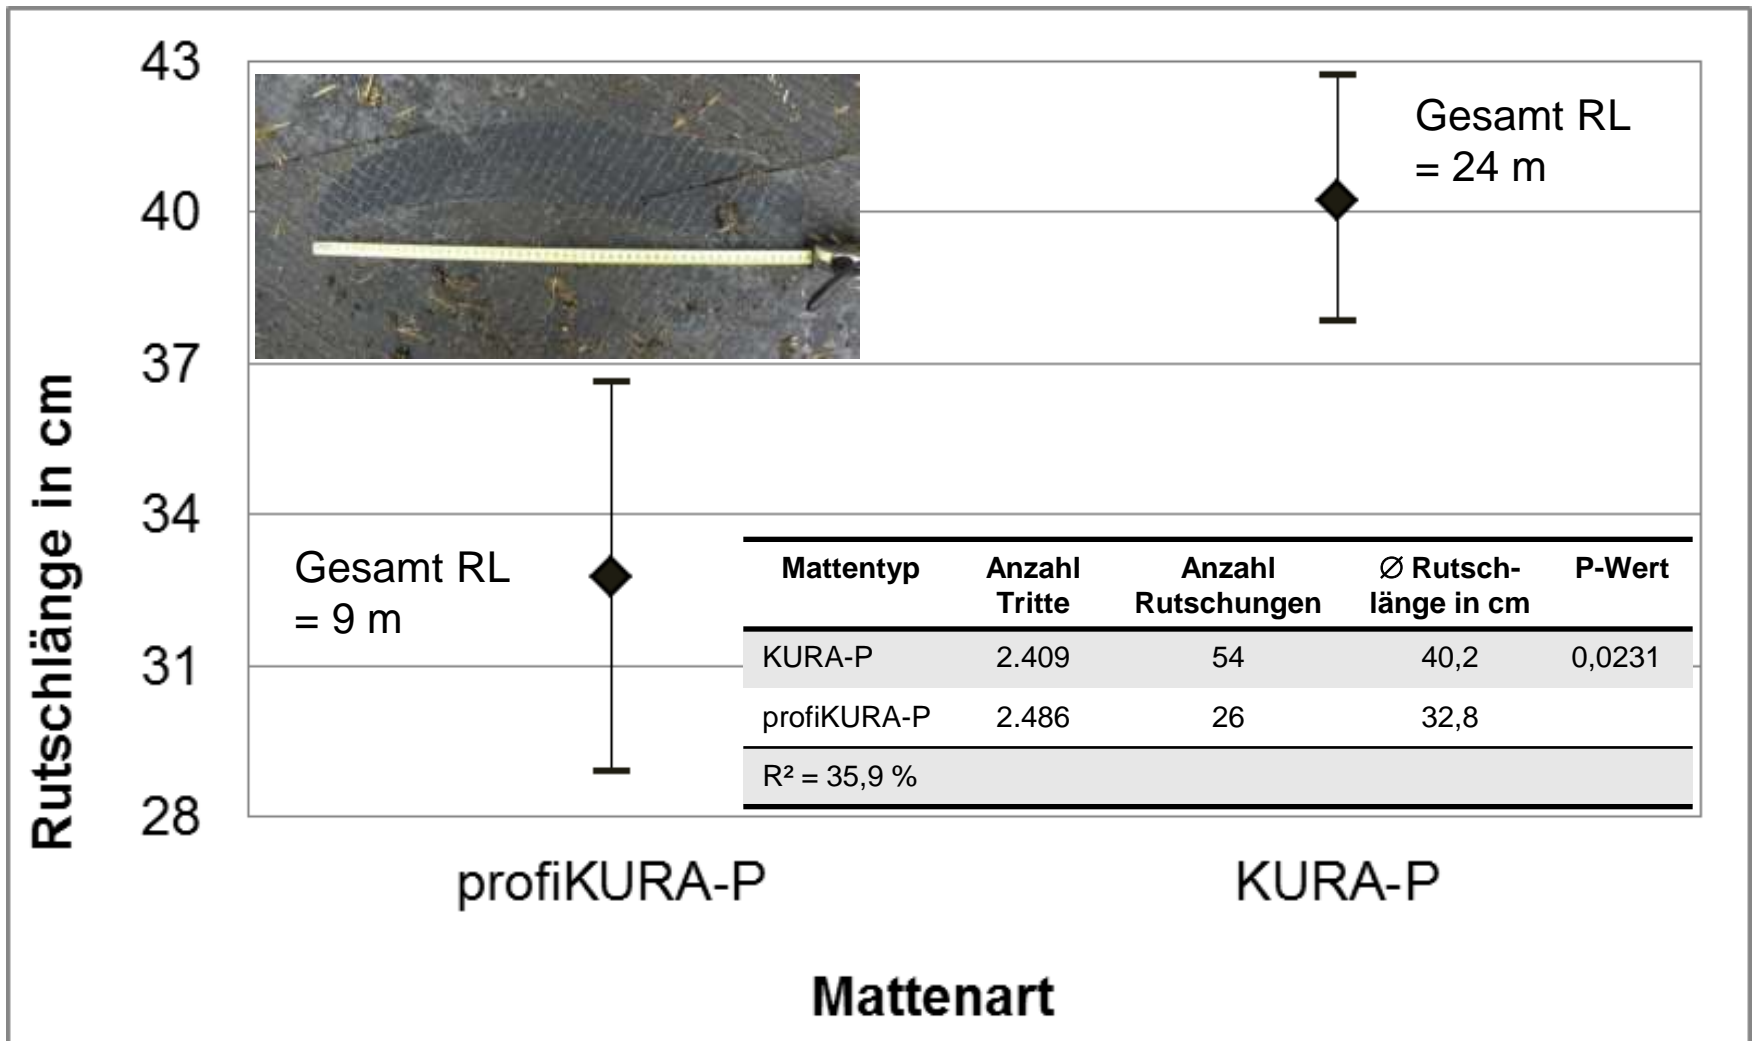 Rutschlänge in cm
43
40
37
34
31
28
Gesamt RL
= 24 m
Gesamt RL
= 9 m
Mattentyp Anzahl Tritte Anzahl Rutschungen ∅ Rutsch-länge in cm P-Wert
KURA-P 2.409 54 40,2 0,0231
profiKURA-P 2.486 26 32,8
R² = 35,9 %
profiKURA-P KURA-P
Mattenart